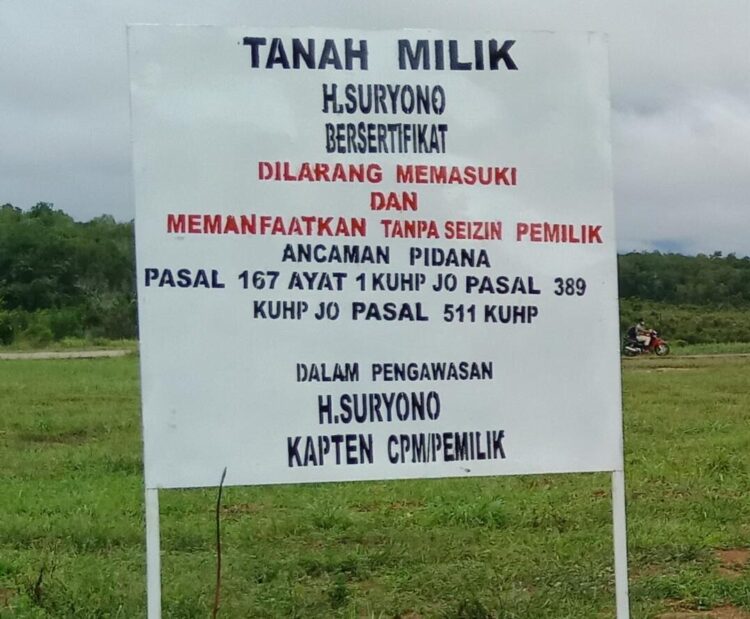 TANAH MILIK
H.SURYONO
BERSERTIFIKAT
DILARANG MEMASUKI
DAN
MEMANFAATKAN TANPA SEIZIN PEMILIK
ANCAMAN PIDANA
PASAL 167 AYAT 1 KUHP JO PASAL 389
KUHP JO PASAL 511 KUHP
DALAM PENGAWASAN
H.SURYONO
KAPTEN CPM/PEMILIK